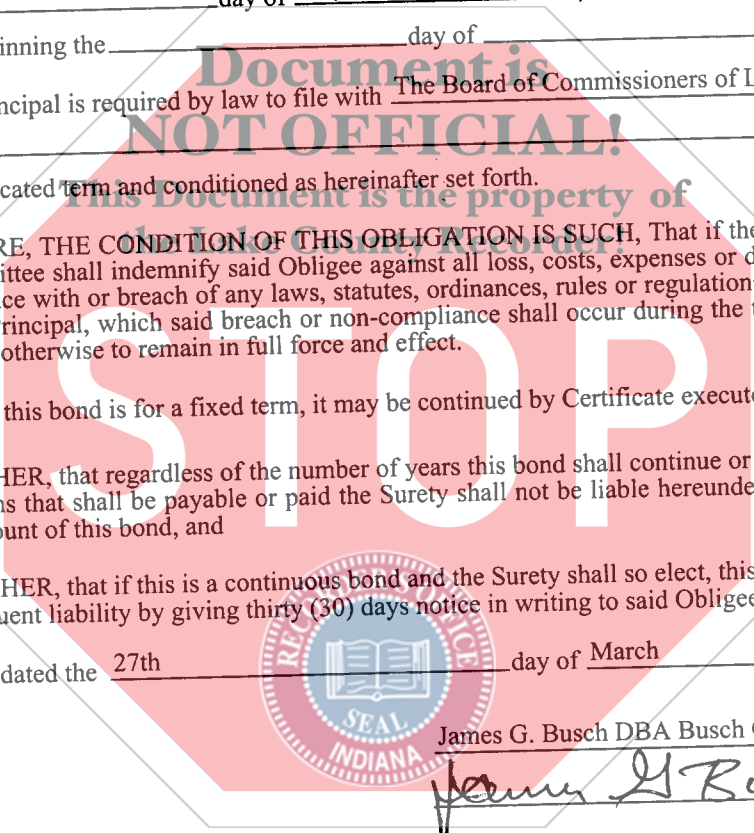 day of
inning the day of
Document is
ncipal is required by law to file with The Board of Commissioners of L
NOT OFFICIAL!
cated term and conditioned as hereinafter set forth.
This Document is the property of
the Lake County Recorder!
RE, THE CONDITION OF THIS OBLIGATION IS SUCH, That if the
ittee shall indemnify said Obligee against all loss, costs, expenses or d
ce with or breach of any laws, statutes, ordinances, rules or regulation
rincipal, which said breach or non-compliance shall occur during the t
otherwise to remain in full force and effect.
STOP
this bond is for a fixed term, it may be continued by Certificate execut
HER, that regardless of the number of years this bond shall continue or
ns that shall be payable or paid the Surety shall not be liable hereunde
ount of this bond, and
HER, that if this is a continuous bond and the Surety shall so elect, this
uent liability by giving thirty (30) days notice in writing to said Obligee
dated the 27th day of March
RECORDER'S OFFICE
SEAL
INDIANA
James G. Busch DBA Busch
James G B